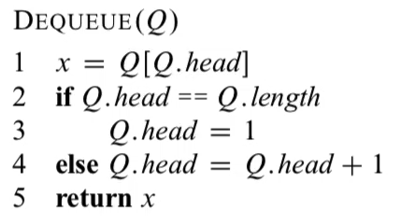 DEQUEUE(Q)
1 x = Q[Q.head]
2 if Q.head == Q.length
3 Q.head = 1
4 else Q.head = Q.head + 1
5 return x